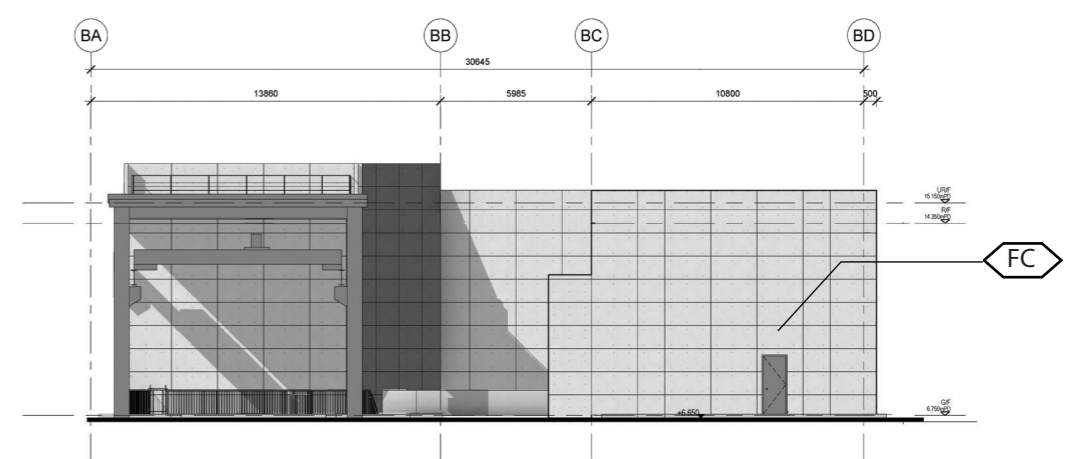 BA
BB
BC
BD
30645
13860
5985
10800
500
UR/F
15.150mPD
R/F
14.350mPD
FC
G/F
6.750mPD
+6.650